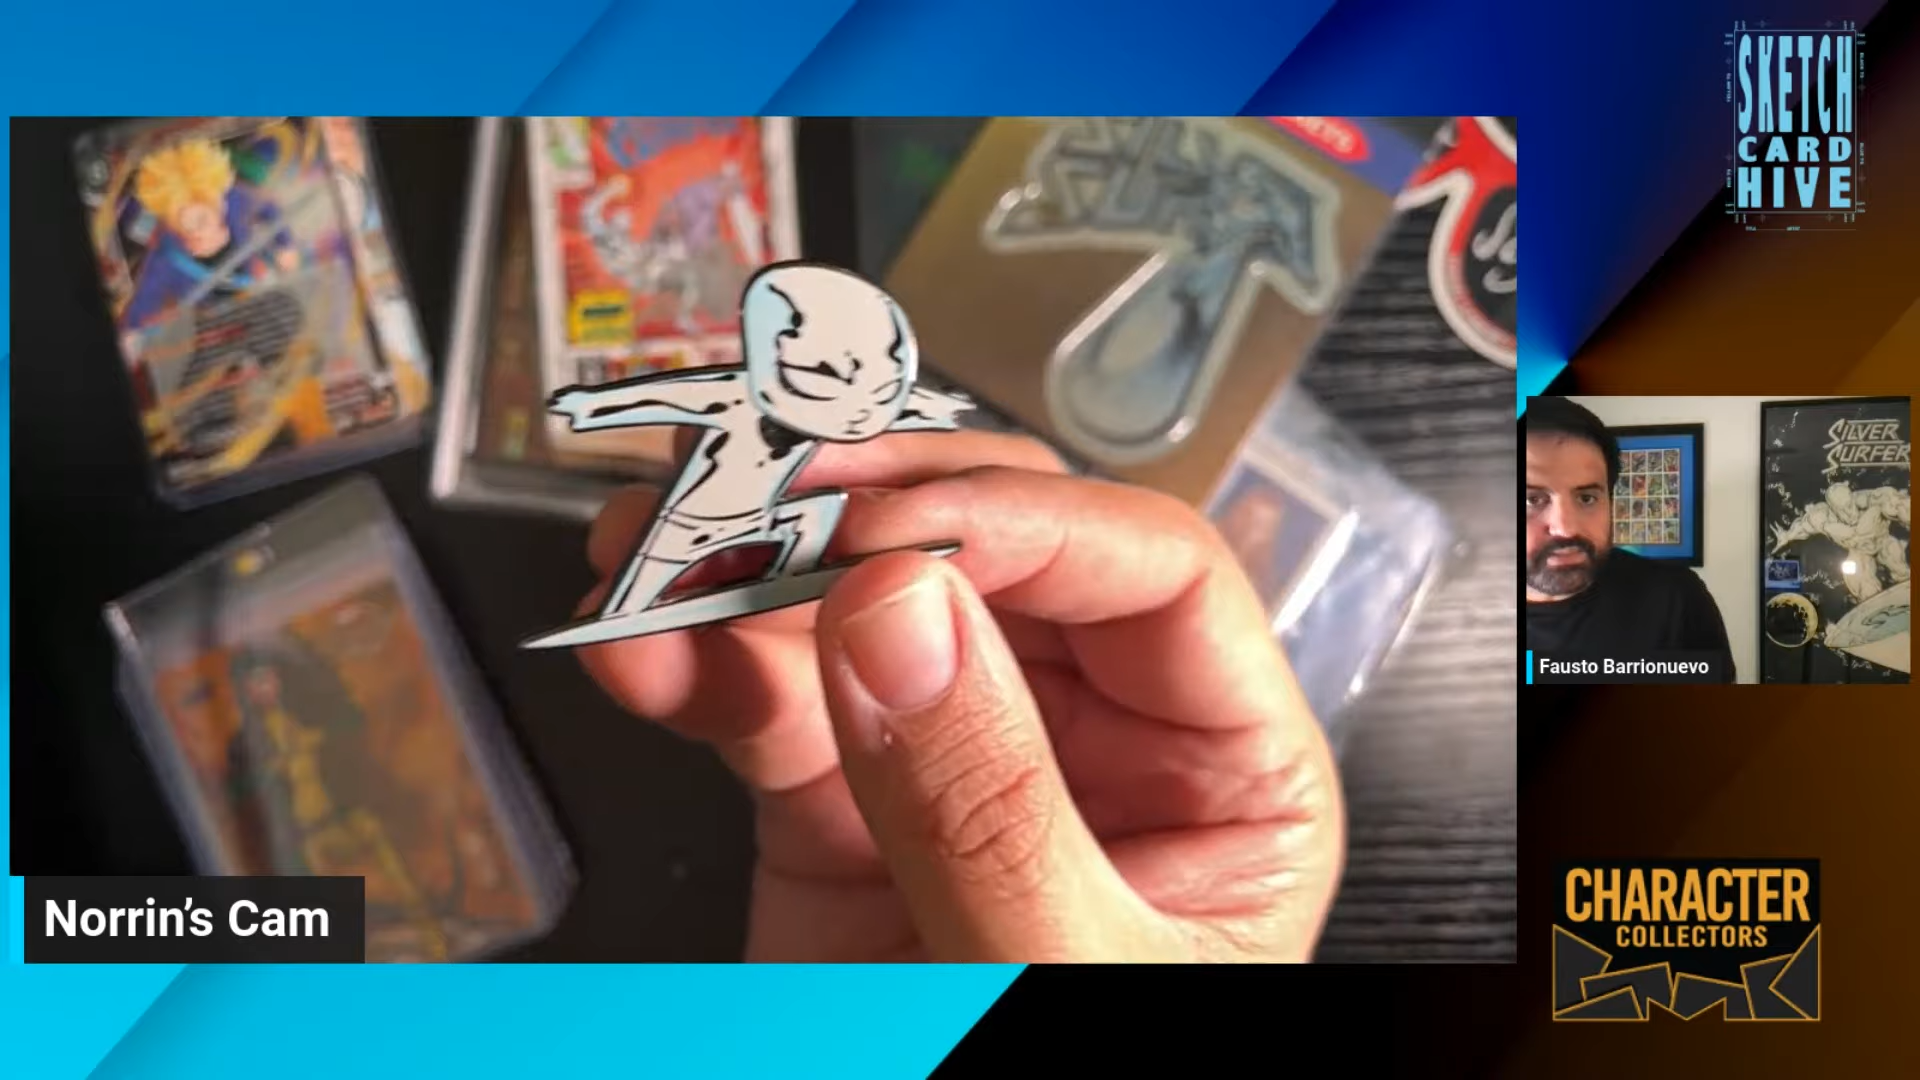 SKETCH
CARD
HIVE
SILVER
SURFER
Fausto Barrionuevo
Norrin's Cam
CHARACTER
COLLECTORS